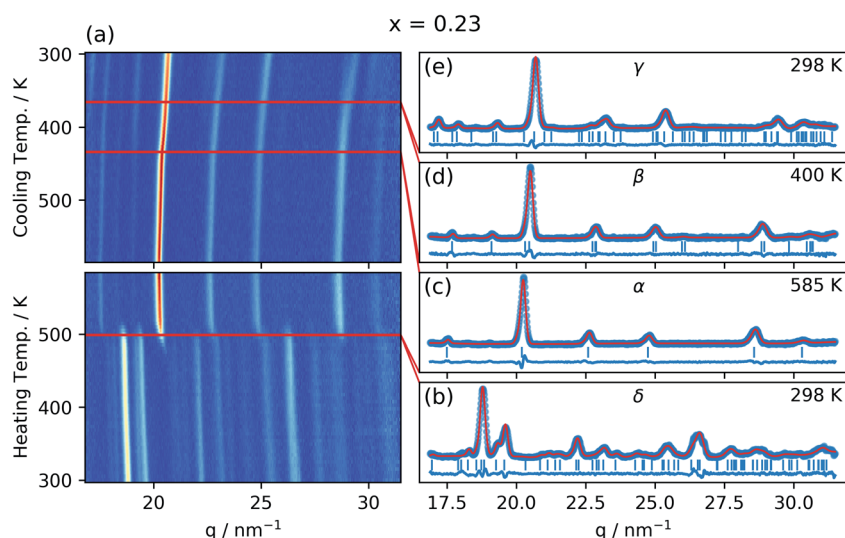 x = 0.23
(a)
300
400
500
Cooling Temp. / K
500
400
300
Heating Temp. / K
20 25 30
q / nm⁻¹
(e) γ 298 K
(d) β 400 K
(c) α 585 K
(b) δ 298 K
17.5 20.0 22.5 25.0 27.5 30.0
q / nm⁻¹